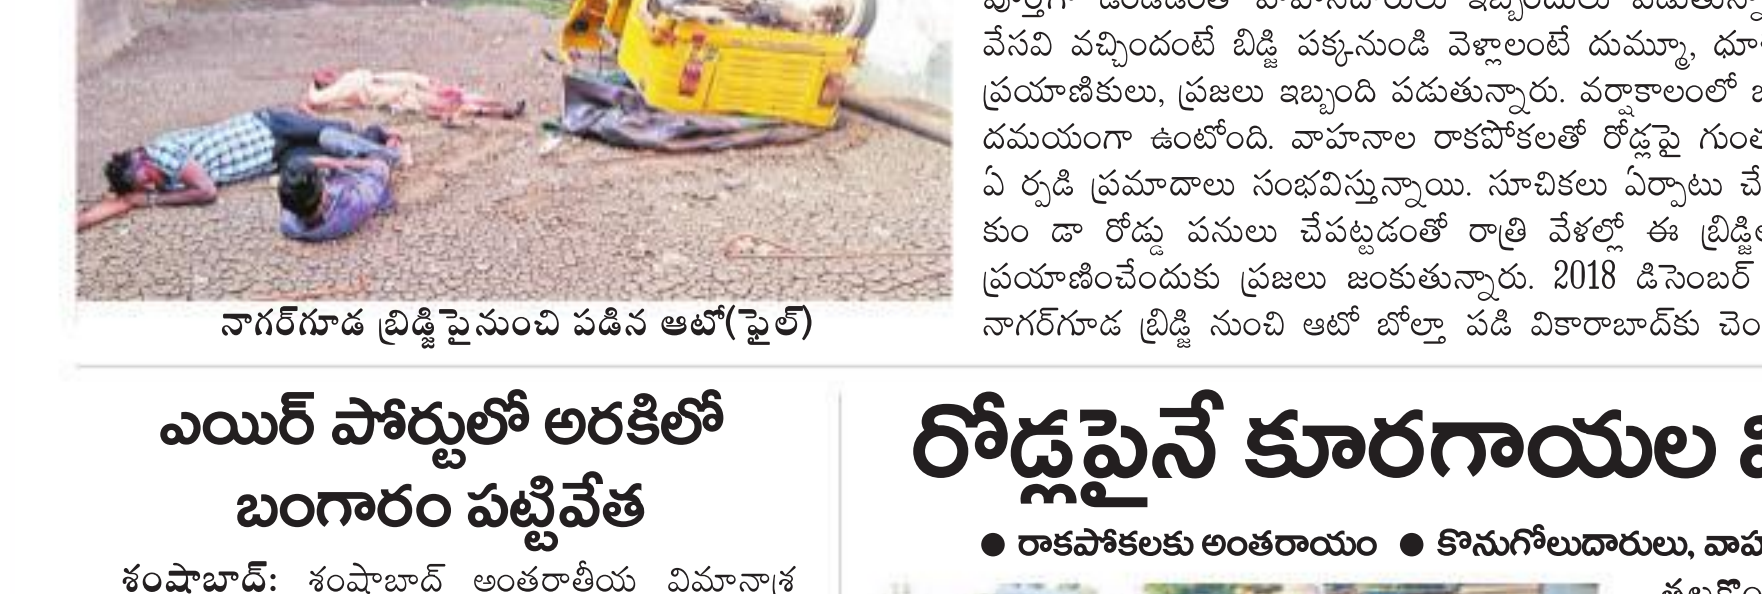 వేసవి వచ్చిందంటే బిడ్జి పక్కనుండి వెళ్లాలంటే దుమ్మూ,
ప్రయాణికులు, ప్రజలు ఇబ్బంది పడుతున్నారు. వర్షాకాలంలో
దమయంగా ఉంటోంది. వాహనాల రాకపోకలతో రోడ్లపై
ఏ ర్పడి ప్రమాదాలు సంభవిస్తున్నాయి. సూచికలు ఏర్పాటు
కుం డా రోడ్డు పనులు చేపట్టడంతో రాత్రి వేళల్లో ఈ
ప్రయాణించేందుకు ప్రజలు జంకుతున్నారు. 2018 డిసెంబర్
నాగర్‌గూడ బ్రిడ్జి నుంచి ఆటో బోల్తా పడి వికారాబాద్‌కు
నాగర్‌గూడ బ్రిడ్జిపైనుంచి పడిన ఆటో(ఫైల్)
ఎయిర్ పోర్టులో అరకిలో
బంగారం పట్టివేత
శంషాబాద్: శంషాబాద్ అంతరాతీయ విమానాశ్ర
రోడ్లపైనే కూరగాయల
● రాకపోకలకు అంతరాయం ● కొనుగోలుదారులు,